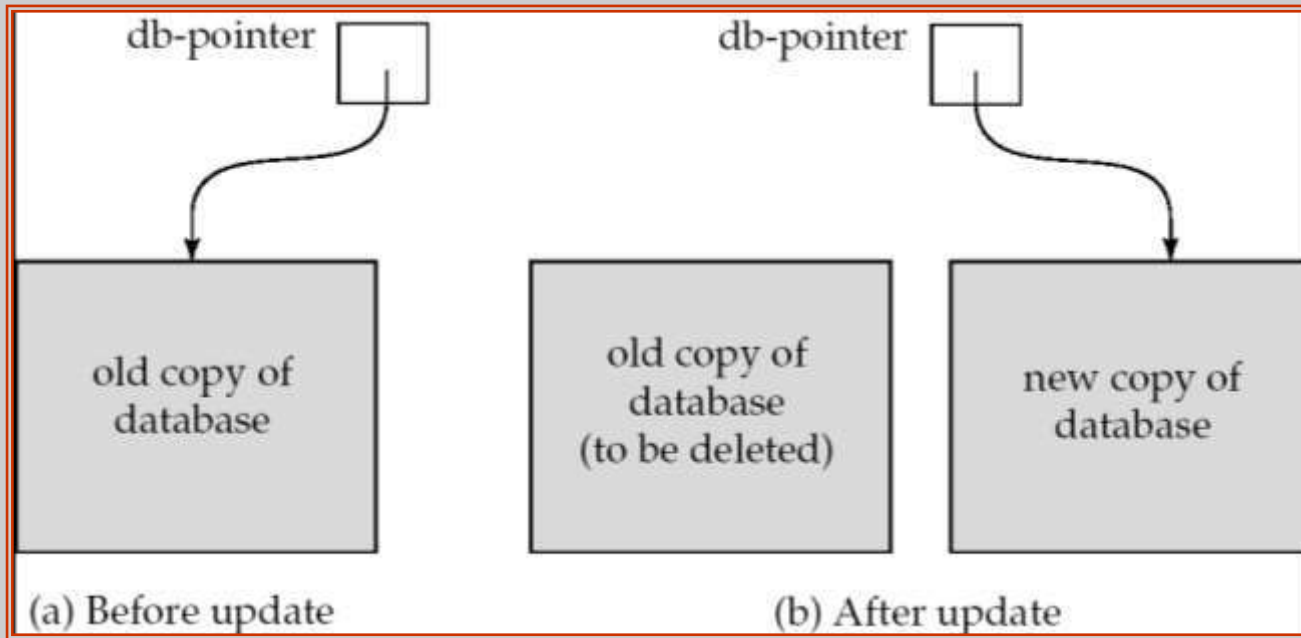 db-pointer
old copy of
database
(a) Before update
db-pointer
old copy of
database
(to be deleted)
new copy of
database
(b) After update